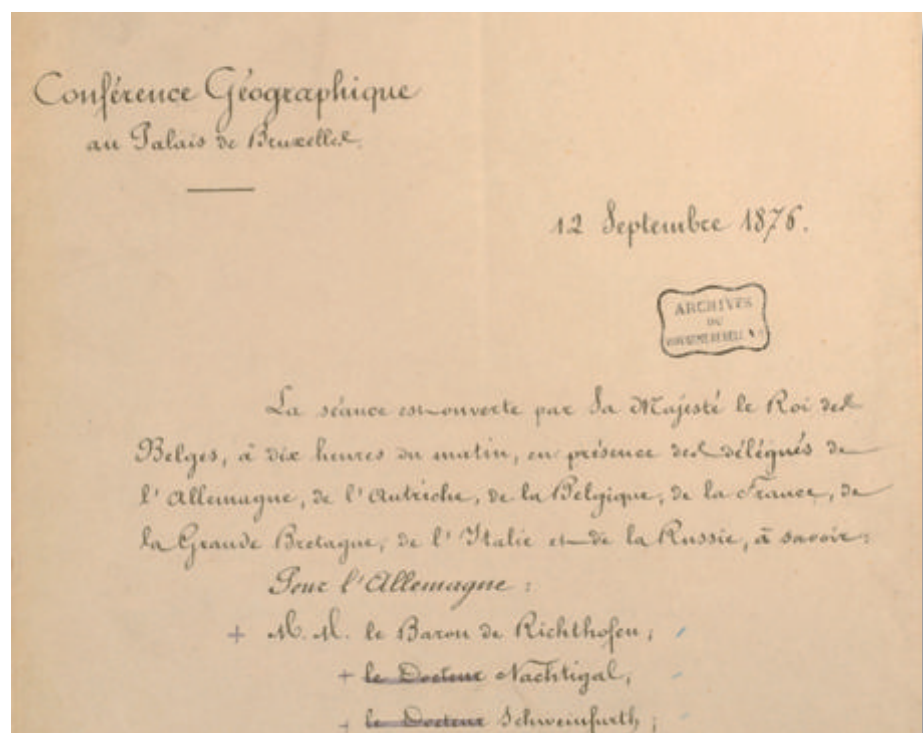 Conférence Géographique
au Palais de Bruxelles.
12 Septembre 1876.
ARCHIVES
DU
La séance est ouverte par Sa Majesté le Roi des
Belges, à dix heures du matin, en présence des délégués de
l'Allemagne, de l'Autriche, de la Belgique, de la France, de
la Grande Bretagne, de l'Italie et de la Russie, à savoir:
Pour l'Allemagne:
+ M. M. le Baron de Richthofen;
+ le Docteur Nachtigal,
+ le Docteur Schweinfurth;